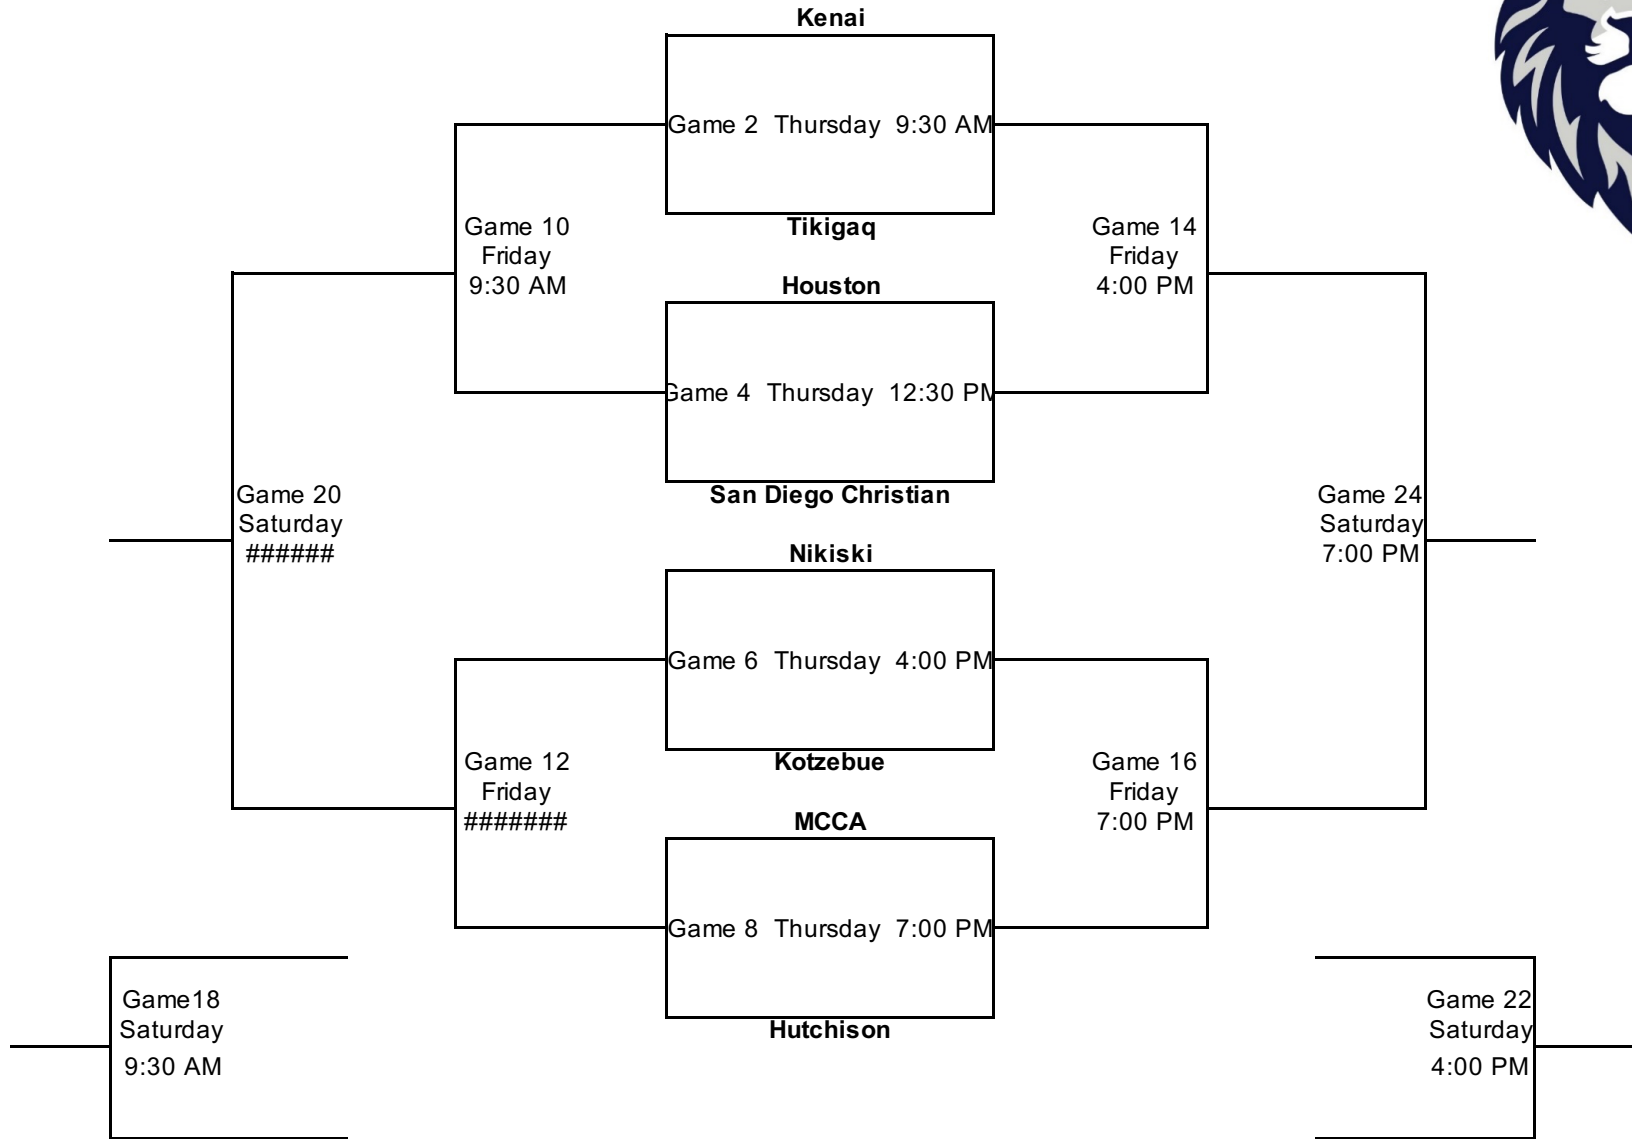 Kenai
Game 2 Thursday 9:30 AM
Tikigaq
Game 10
Friday
9:30 AM
Game 14
Friday
4:00 PM
Houston
Game 4 Thursday 12:30 PM
San Diego Christian
Game 20
Saturday
######
Game 24
Saturday
7:00 PM
Nikiski
Game 6 Thursday 4:00 PM
Kotzebue
Game 12
Friday
#######
Game 16
Friday
7:00 PM
MCCA
Game 8 Thursday 7:00 PM
Hutchison
Game18
Saturday
9:30 AM
Game 22
Saturday
4:00 PM